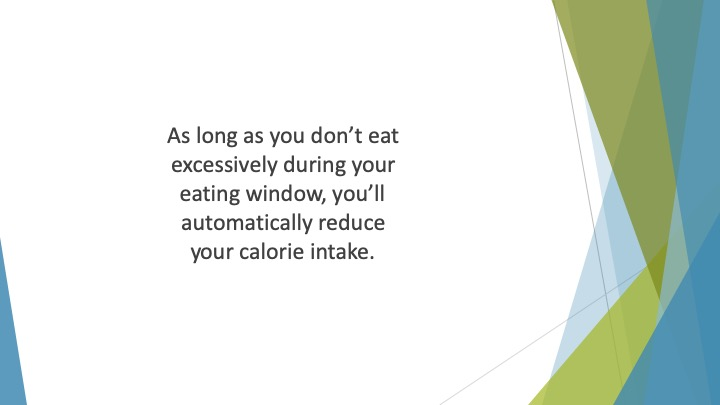 As long as you don’t eat
excessively during your
eating window, you’ll
automatically reduce
your calorie intake.